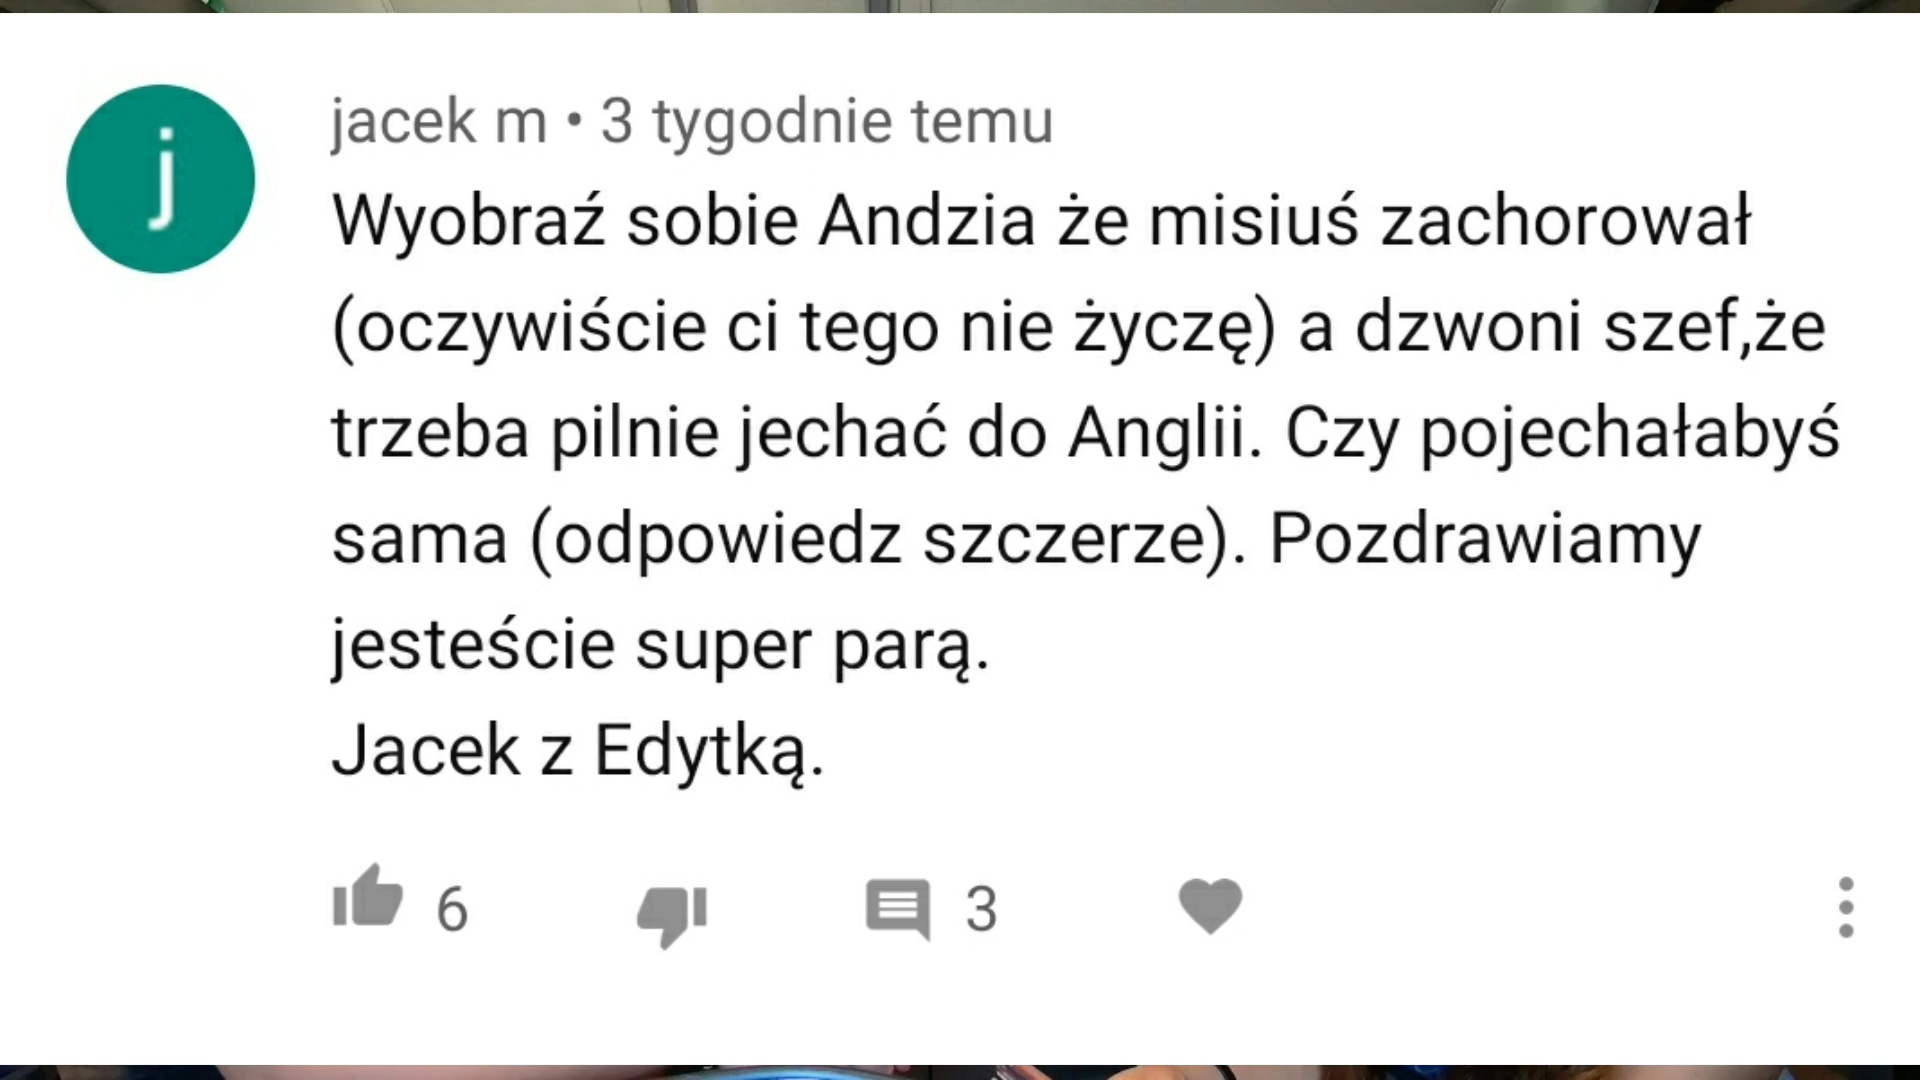 j
jacek m • 3 tygodnie temu
Wyobraź sobie Andzia że misiuś zachorował
(oczywiście ci tego nie życzę) a dzwoni szef,że
trzeba pilnie jechać do Anglii. Czy pojechałabyś
sama (odpowiedz szczerze). Pozdrawiamy
jesteście super parą.
Jacek z Edytką.
6 3